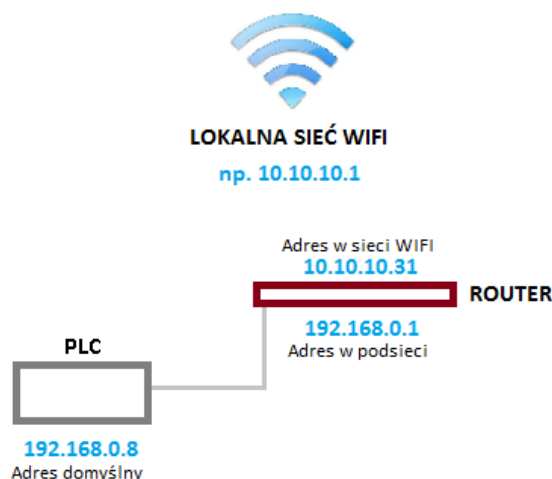 LOKALNA SIEĆ WIFI
np. 10.10.10.1
Adres w sieci WIFI
10.10.10.31
ROUTER
192.168.0.1
Adres w podsieci
PLC
192.168.0.8
Adres domyślny